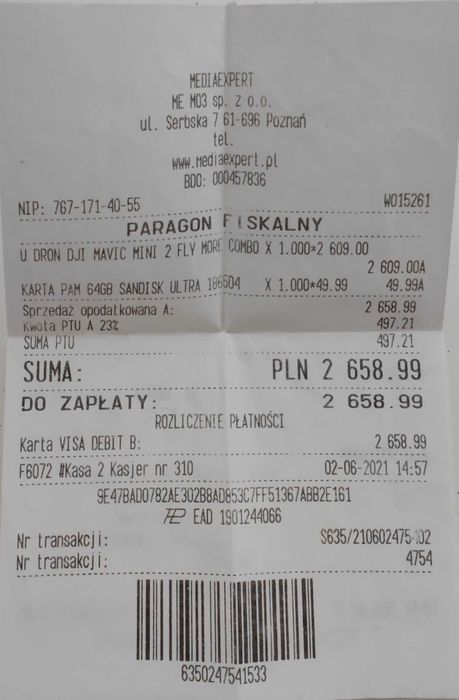 MEDIAEXPERT
ME M03 sp. z o.o.
ul. Serbska 7 61-696 Poznań
tel.
www.mediaexpert.pl
BDO: 000457836
NIP: 767-171-40-55 W015261
PARAGON FISKALNY
U DRON DJI MAVIC MINI 2 FLY MORE COMBO X 1.000*2 609.00
2 609.00A
KARTA PAM 64GB SANDISK ULTRA 186504 X 1.000*49.99 49.99A
Sprzedaż opodatkowana A: 2 658.99
Kwota PTU A 23% 497.21
SUMA PTU 497.21
SUMA: PLN 2 658.99
DO ZAPŁATY: 2 658.99
ROZLICZENIE PŁATNOŚCI
Karta VISA DEBIT B: 2 658.99
F6072 #Kasa 2 Kasjer nr 310 02-06-2021 14:57
9E47BAD0782AE302B8AD853C7FF51367ABB2E161
EAD 1901244066
Nr transakcji: S635/210602475402
Nr transakcji: 4754
6350247541533